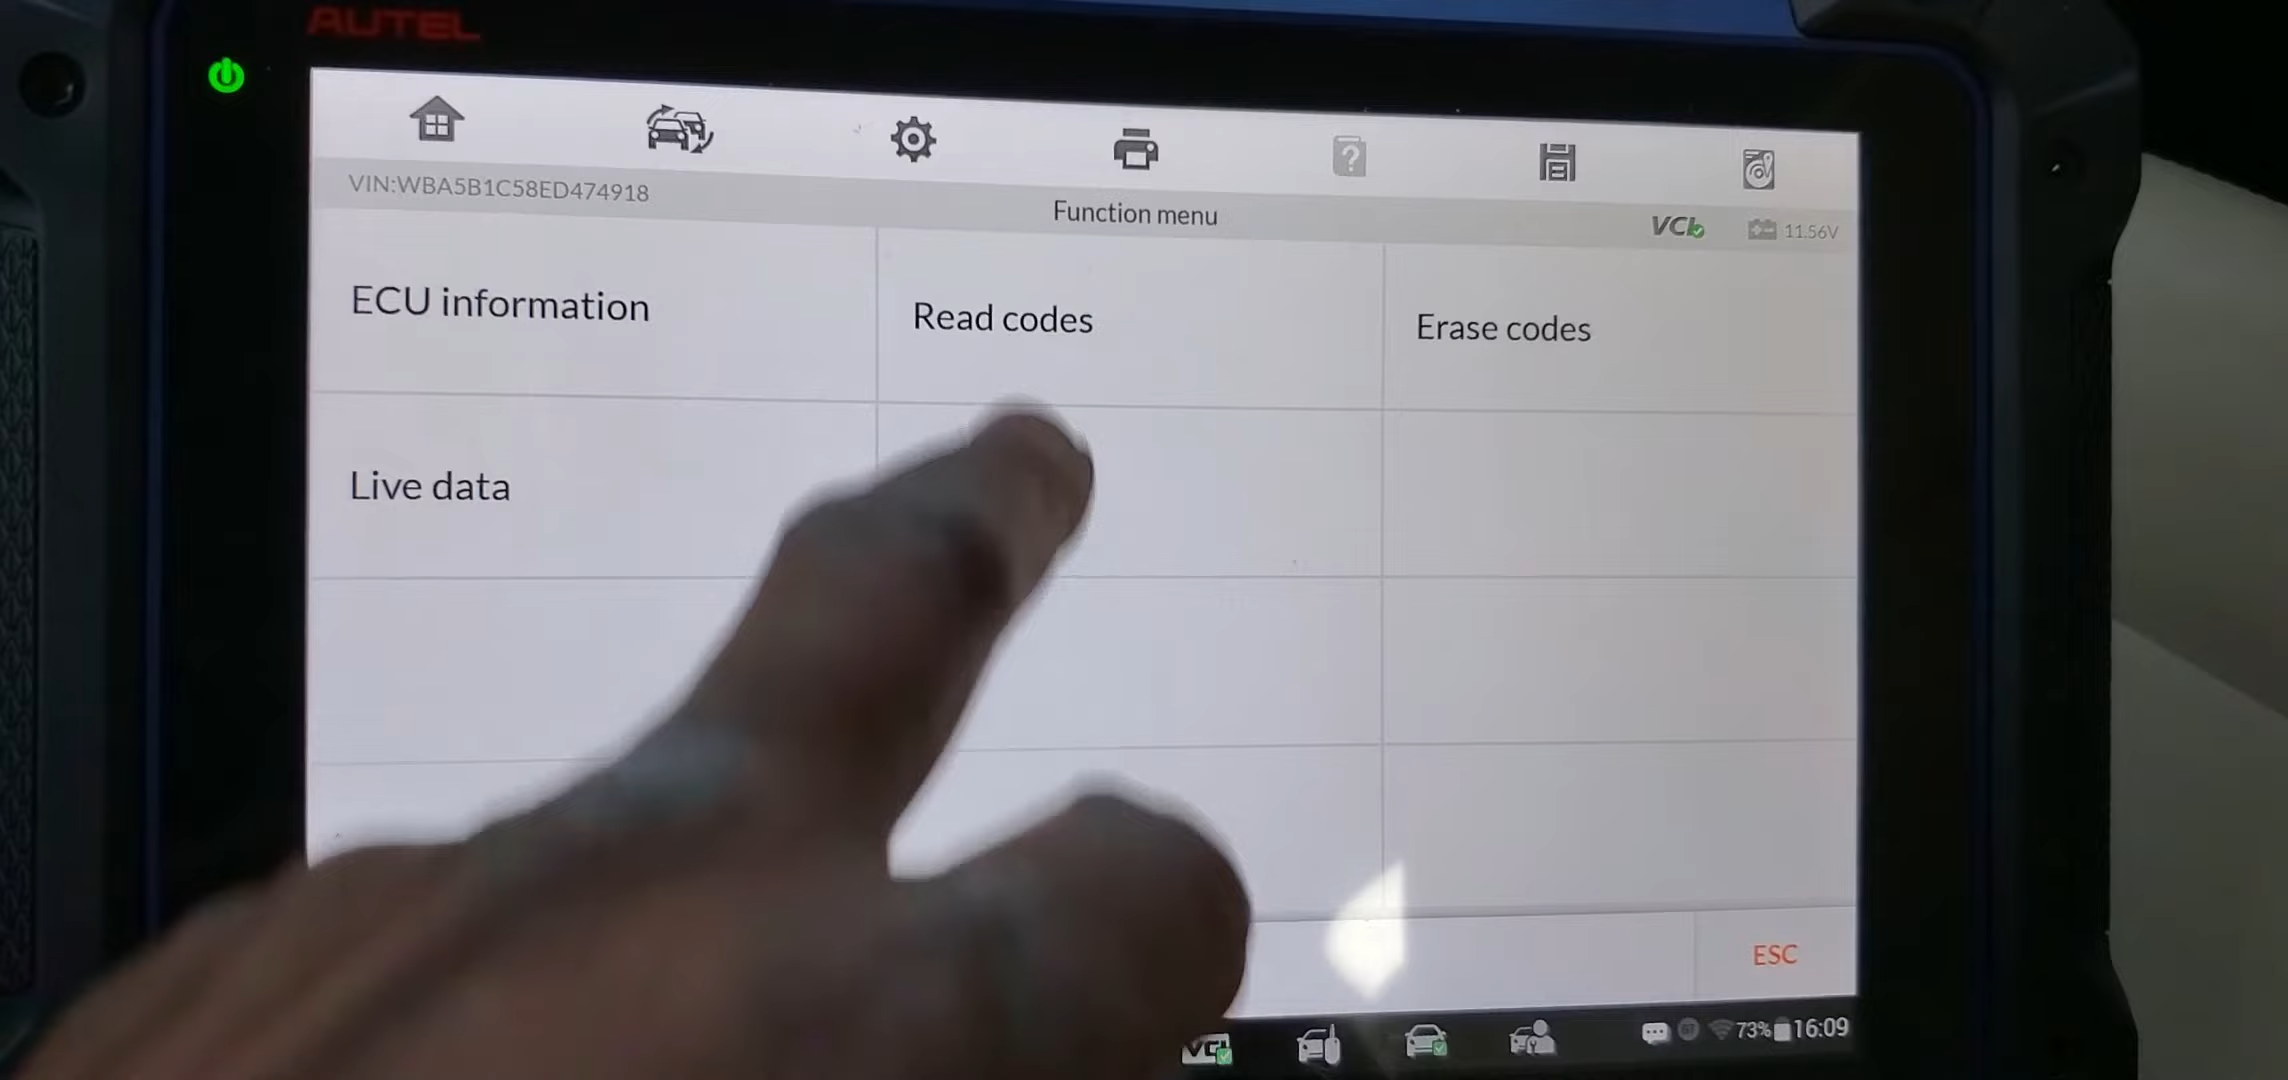 AUTEL
VIN:WBA5B1C58ED474918
Function menu
VCI
11.56V
ECU information
Read codes
Erase codes
Live data
ESC
VCI
73%
16:09